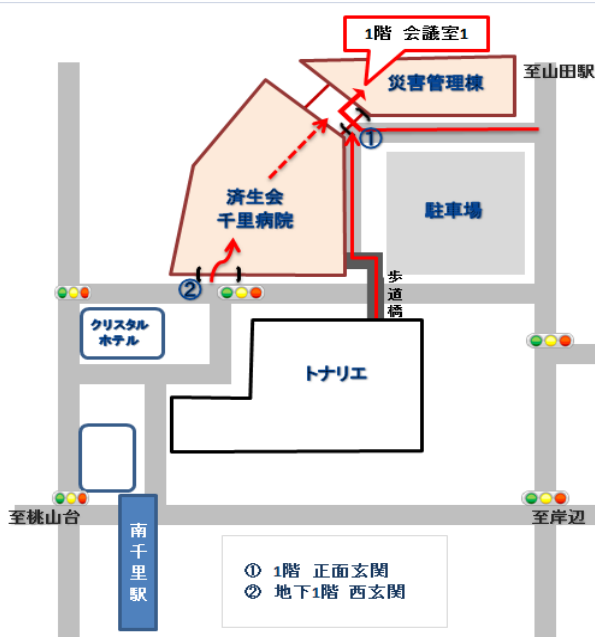 1階 会議室1
災害管理棟
至山田駅
①
済生会
千里病院
駐車場
②
歩道橋
クリスタル
ホテル
トナリエ
至桃山台
至岸辺
南千里駅
① 1階 正面玄関
② 地下1階 西玄関